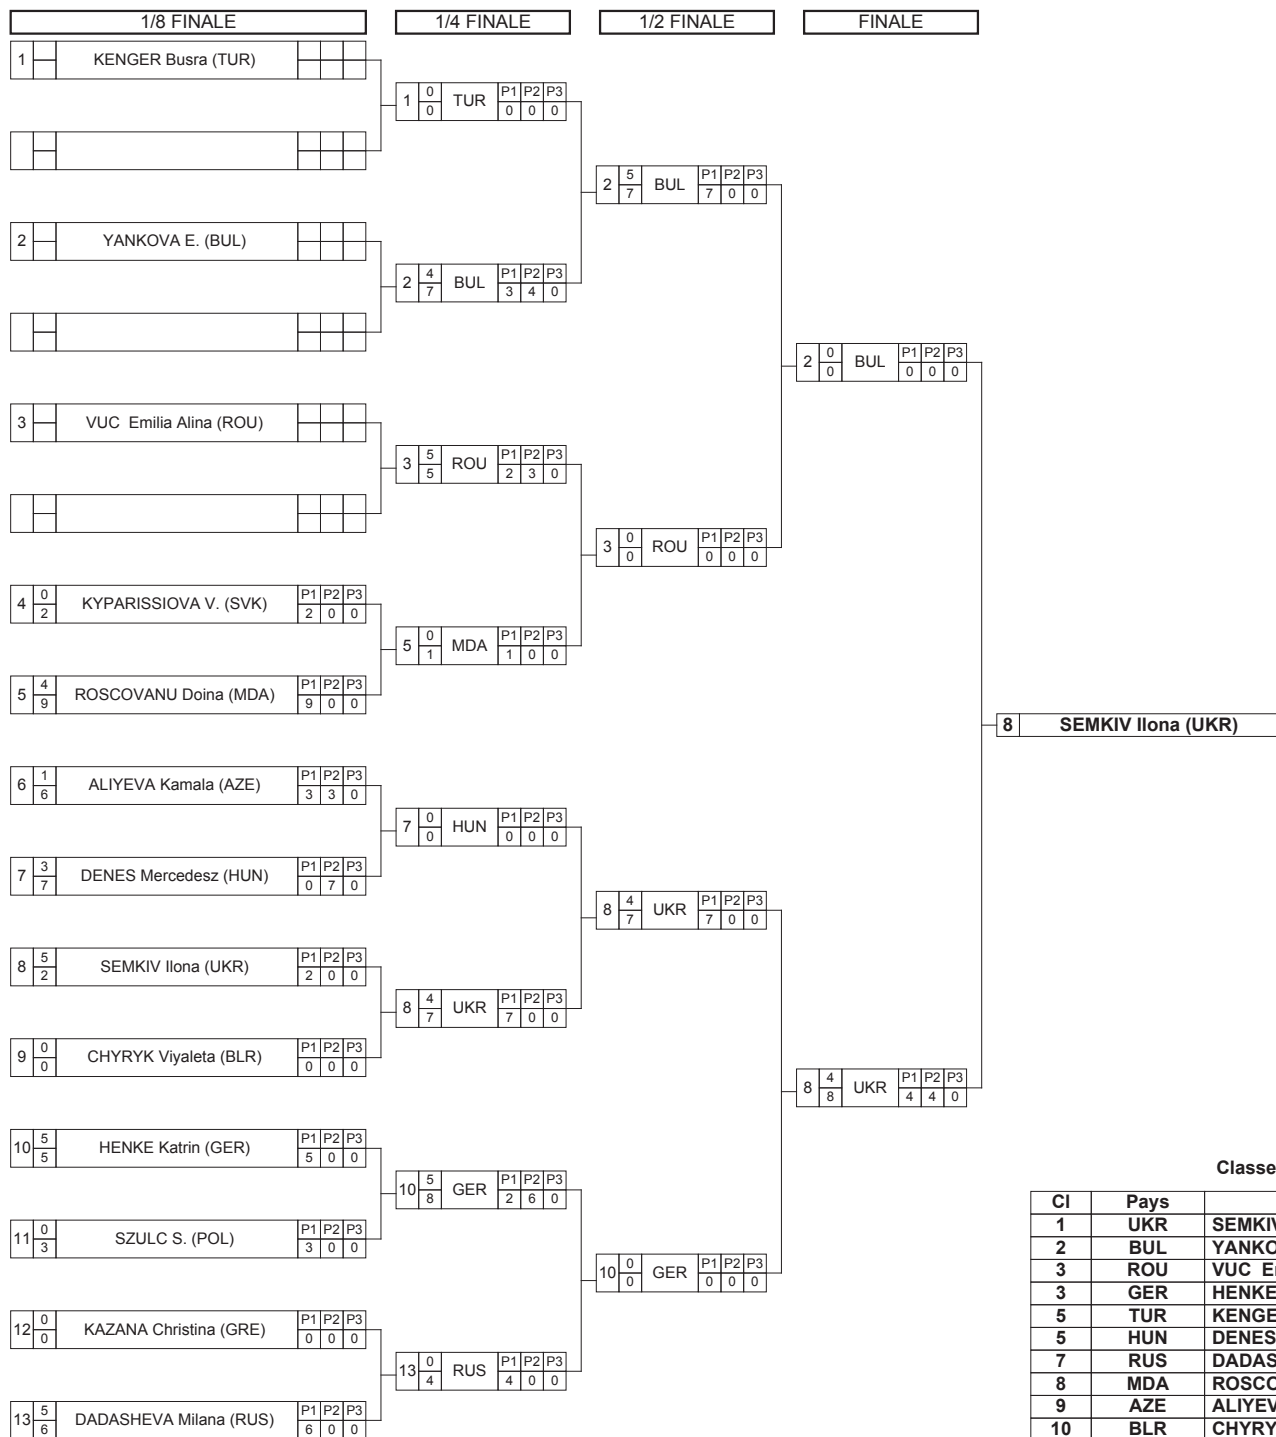 1/8 FINALE 1/4 FINALE 1/2 FINALE FINALE
1 KENGER Busra (TUR)
1 0 0 TUR P1 P2 P3 0 0 0
2 5 7 BUL P1 P2 P3 7 0 0
2 YANKOVA E. (BUL)
2 4 7 BUL P1 P2 P3 3 4 0
2 0 0 BUL P1 P2 P3 0 0 0
3 VUC Emilia Alina (ROU)
3 5 5 ROU P1 P2 P3 2 3 0
3 0 0 ROU P1 P2 P3 0 0 0
4 0 2 KYPARISSIOVA V. (SVK) P1 P2 P3 2 0 0
5 0 1 MDA P1 P2 P3 1 0 0
5 4 9 ROSCOVANU Doina (MDA) P1 P2 P3 9 0 0
8 SEMKIV Ilona (UKR)
6 1 6 ALIYEVA Kamala (AZE) P1 P2 P3 3 3 0
7 0 0 HUN P1 P2 P3 0 0 0
7 3 7 DENES Mercedesz (HUN) P1 P2 P3 0 7 0
8 4 7 UKR P1 P2 P3 7 0 0
8 5 2 SEMKIV Ilona (UKR) P1 P2 P3 2 0 0
8 4 7 UKR P1 P2 P3 7 0 0
9 0 0 CHYRYK Viyaleta (BLR) P1 P2 P3 0 0 0
8 4 8 UKR P1 P2 P3 4 4 0
10 5 5 HENKE Katrin (GER) P1 P2 P3 5 0 0
10 5 8 GER P1 P2 P3 2 6 0
11 0 3 SZULC S. (POL) P1 P2 P3 3 0 0
10 0 0 GER P1 P2 P3 0 0 0
12 0 0 KAZANA Christina (GRE) P1 P2 P3 0 0 0
13 0 4 RUS P1 P2 P3 4 0 0
13 5 6 DADASHEVA Milana (RUS) P1 P2 P3 6 0 0
Classe
Cl Pays
1 UKR SEMKIV
2 BUL YANKO
3 ROU VUC E
3 GER HENKE
5 TUR KENGE
5 HUN DENES
7 RUS DADAS
8 MDA ROSCO
9 AZE ALIYEV
10 BLR CHYRY